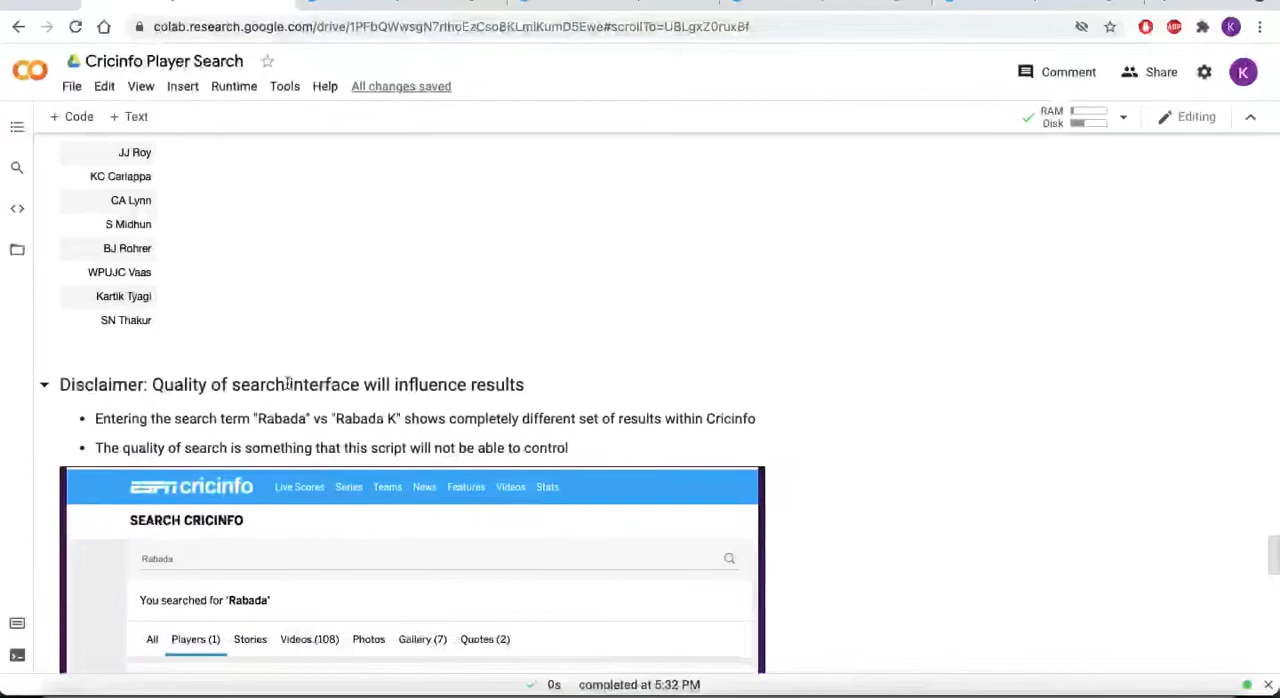 colab.research.google.com/drive/1PFbQWwsgN7rthoEzCso8KLmlKumD5Ewe#scrollTo=UBLgxZ0rux8f
Cricinfo Player Search
Comment
Share
K
File Edit View Insert Runtime Tools Help All changes saved
+ Code + Text
RAM
Disk
Editing
JJ Roy
KC Cariappa
CA Lynn
S Midhun
BJ Rohrer
WPUJC Vaas
Kartik Tyagi
SN Thakur
Disclaimer: Quality of search interface will influence results
• Entering the search term "Rabada" vs "Rabada K" shows completely different set of results within Cricinfo
• The quality of search is something that this script will not be able to control
ESPN cricinfo Live Scores Series Teams News Features Videos Stats
SEARCH CRICINFO
Rabada
You searched for 'Rabada'
All Players (1) Stories Videos (108) Photos Gallery (7) Quotes (2)
0s completed at 5:32 PM